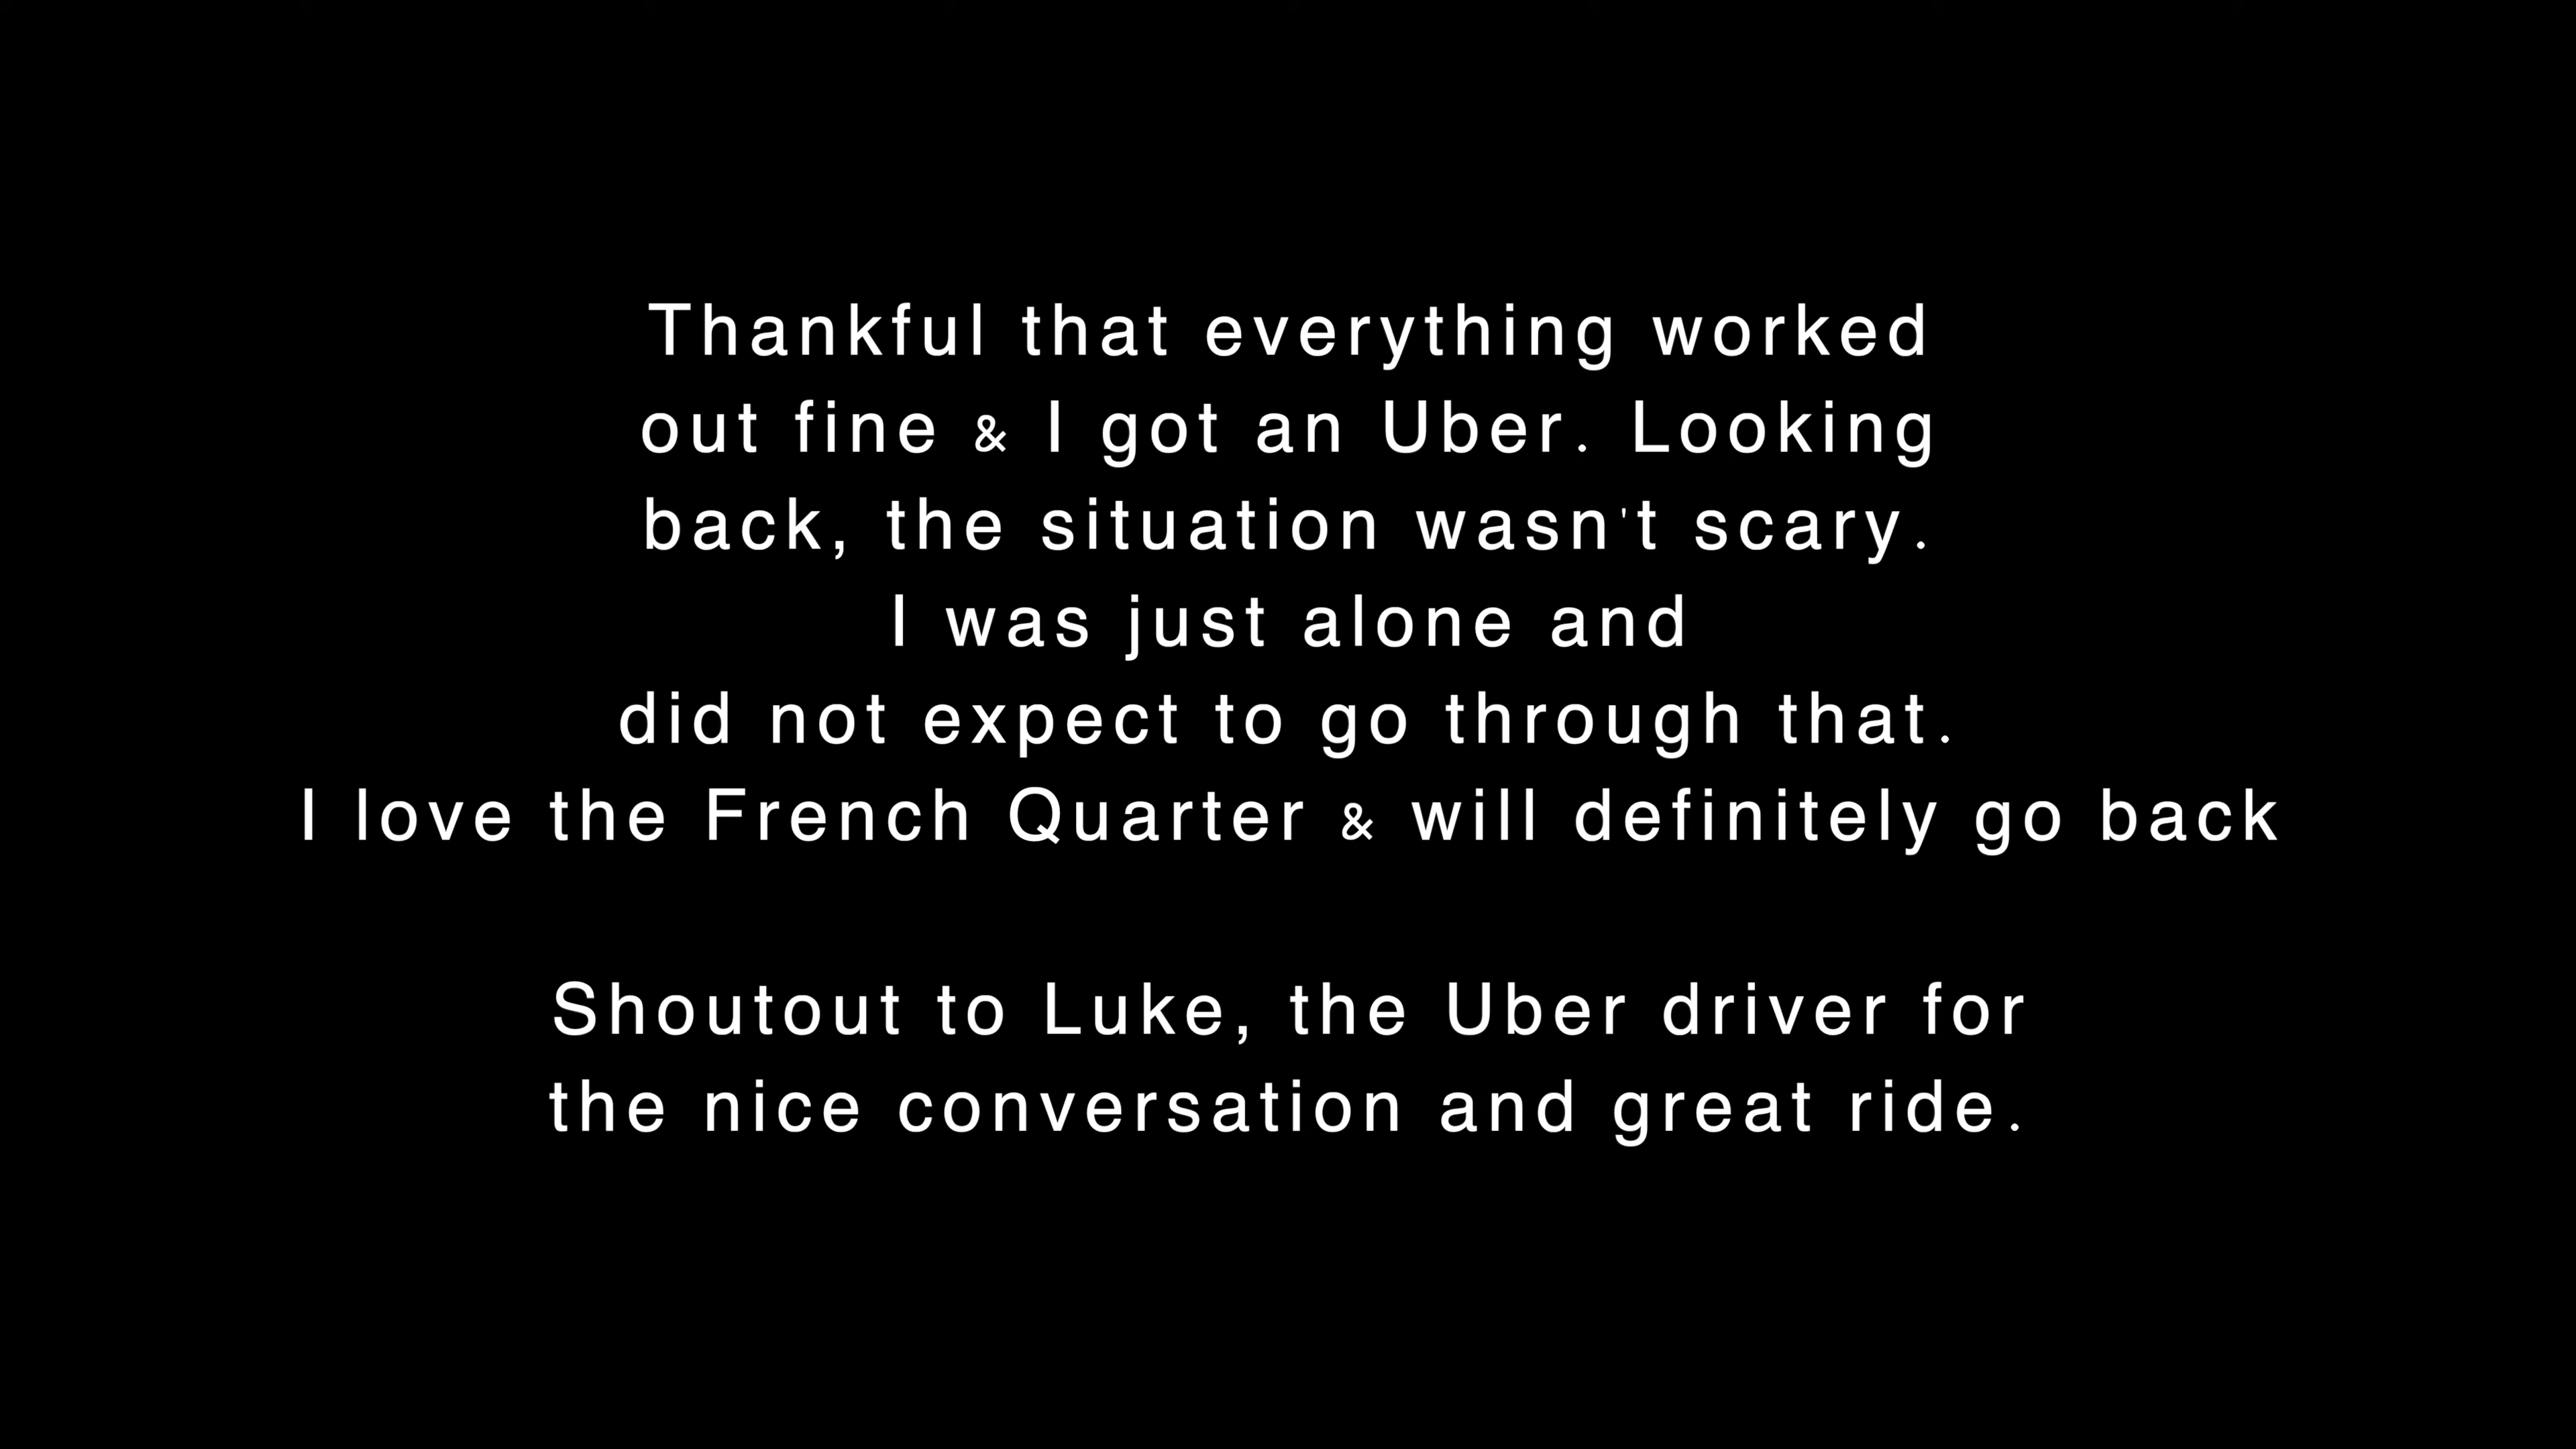 Thankful that everything worked
out fine & I got an Uber. Looking
back, the situation wasn't scary.
I was just alone and
did not expect to go through that.
I love the French Quarter & will definitely go back
Shoutout to Luke, the Uber driver for
the nice conversation and great ride.